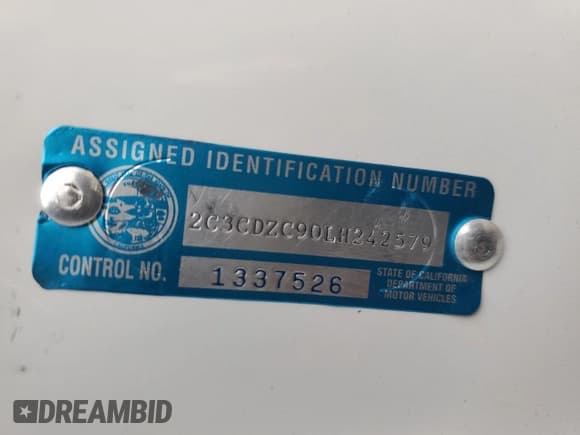 ASSIGNED IDENTIFICATION NUMBER
2C3CDZC90LH242579
CONTROL NO. 1337526
STATE OF CALIFORNIA
DEPARTMENT OF
MOTOR VEHICLES
DREAMBID